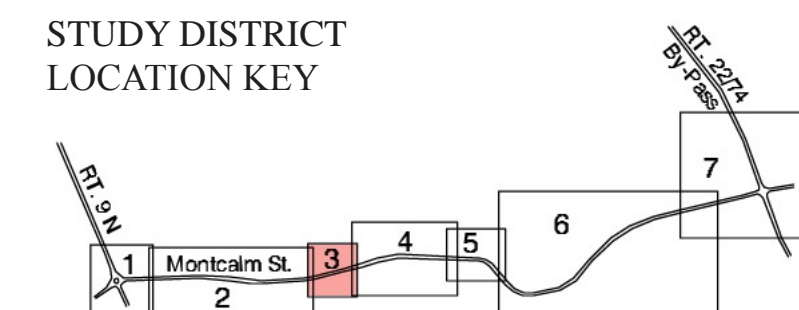 STUDY DISTRICT
LOCATION KEY
RT. 22/74
By-Pass
RT. 9 N
1
Montcalm St.
2
3
4
5
6
7